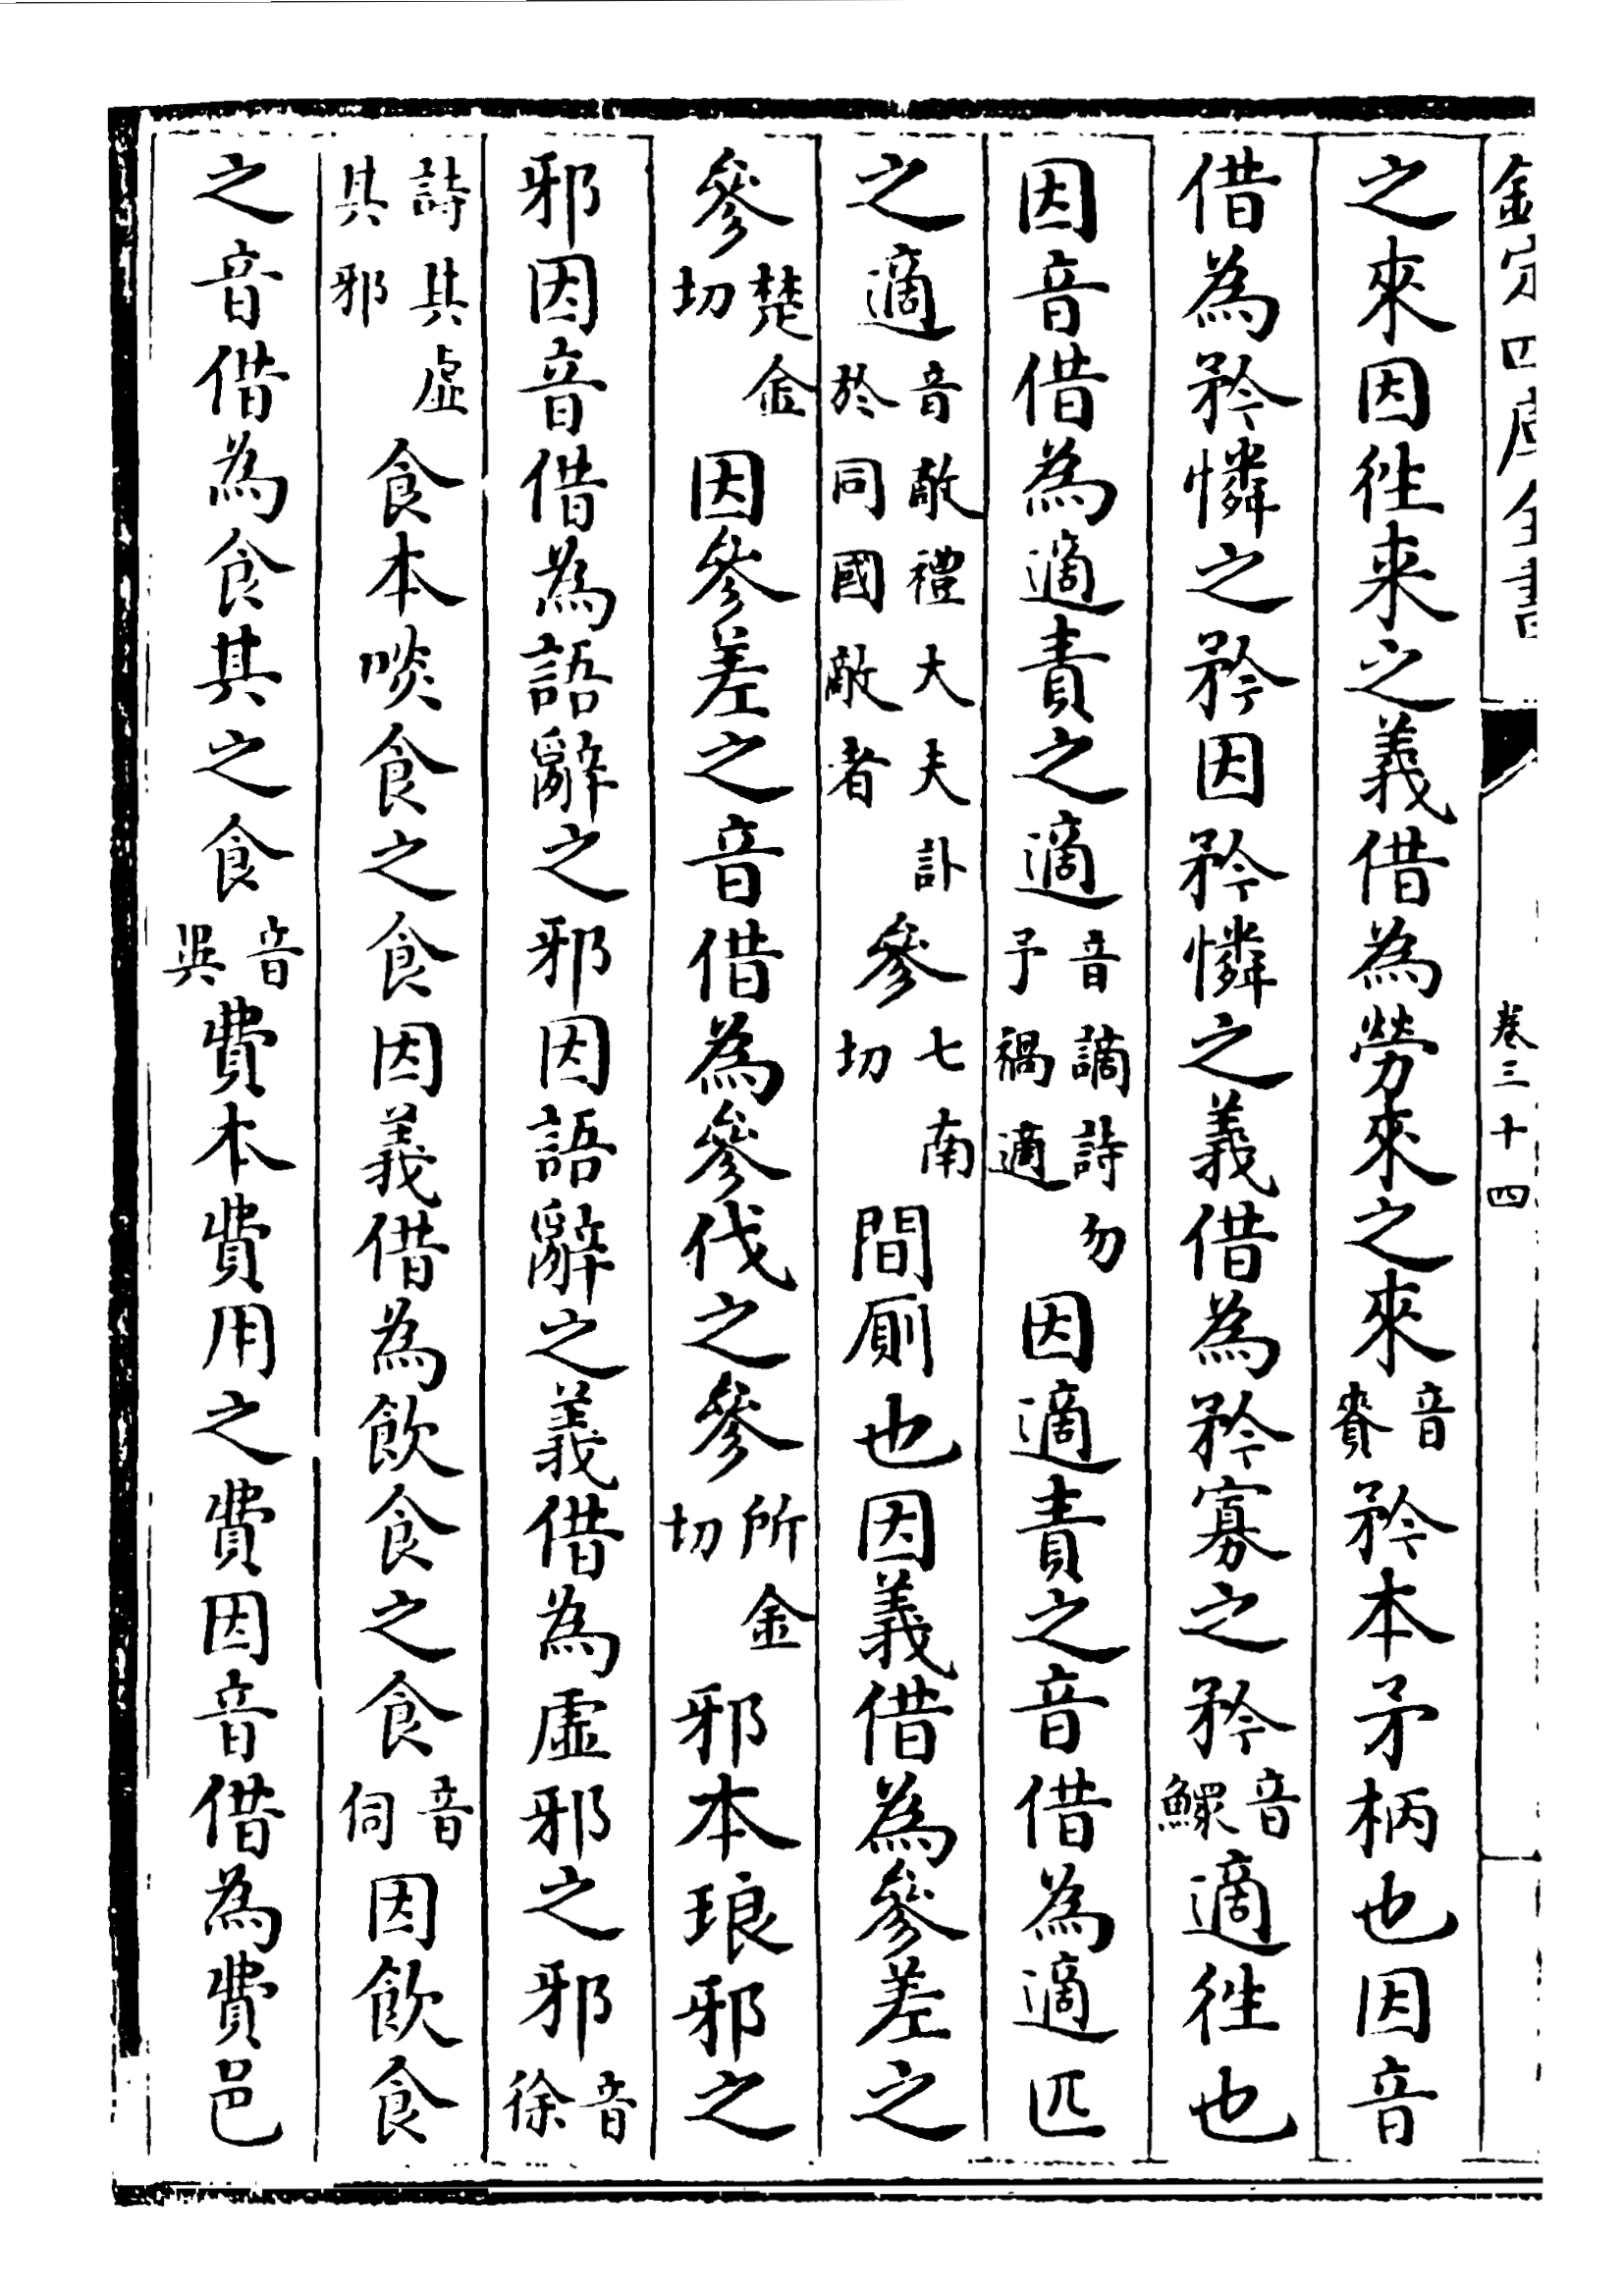 欽定四庫全書
卷三十四
之來因徃来之義借為勞來之來音賚矜本矛柄也因音
借為矜憐之矜因矜憐之義借為矜寡之矜音鰥適徃也
因音借為適責之適音謫詩勿予禍適因適責之音借為適匹
之適音敵禮大夫訃於同國敵者參七南切間厠也因義借為參差之
參楚金切因參差之音借為參伐之參所金切邪本琅邪之
邪因音借為語辭之邪因語辭之義借為虛邪之邪音徐
詩其虛其邪食本啖食之食因義借為飲食之食音伺因飲食
之音借為食其之食音異費本費用之費因音借為費邑